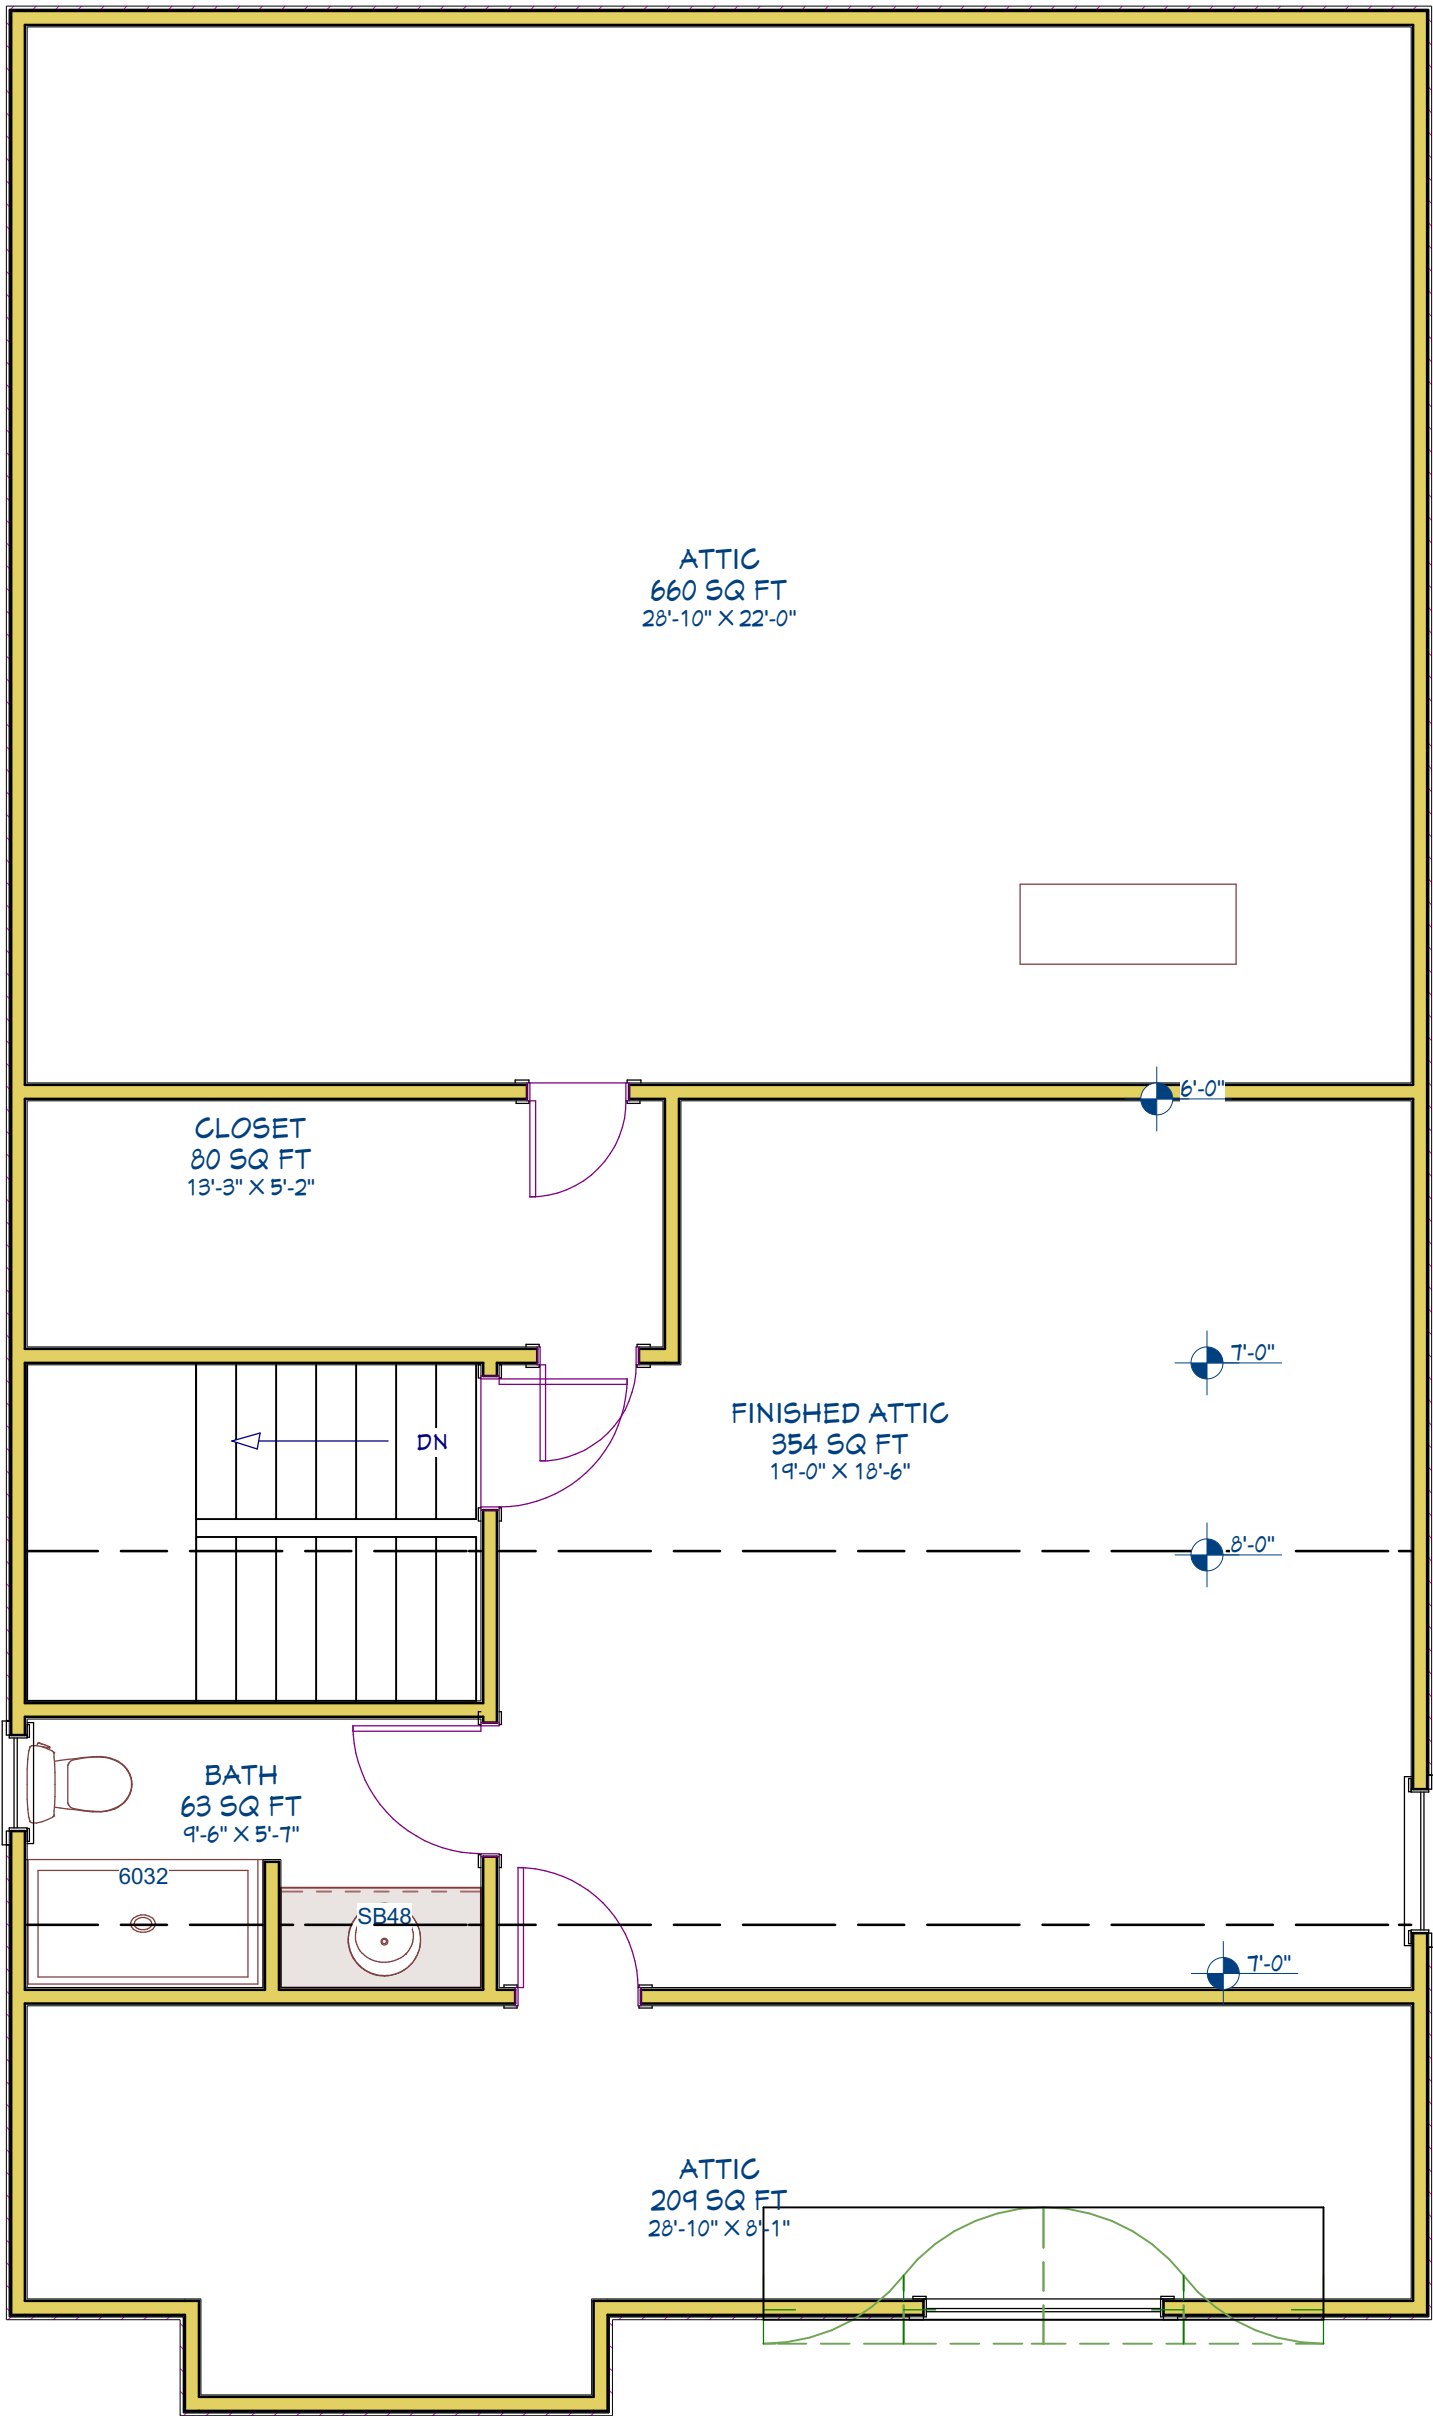 ATTIC
660 SQ FT
28'-10" X 22'-0"
6'-0"
CLOSET
80 SQ FT
13'-3" X 5'-2"
7'-0"
FINISHED ATTIC
354 SQ FT
19'-0" X 18'-6"
DN
8'-0"
BATH
63 SQ FT
9'-6" X 5'-7"
6032
SB48
7'-0"
ATTIC
209 SQ FT
28'-10" X 8'-1"